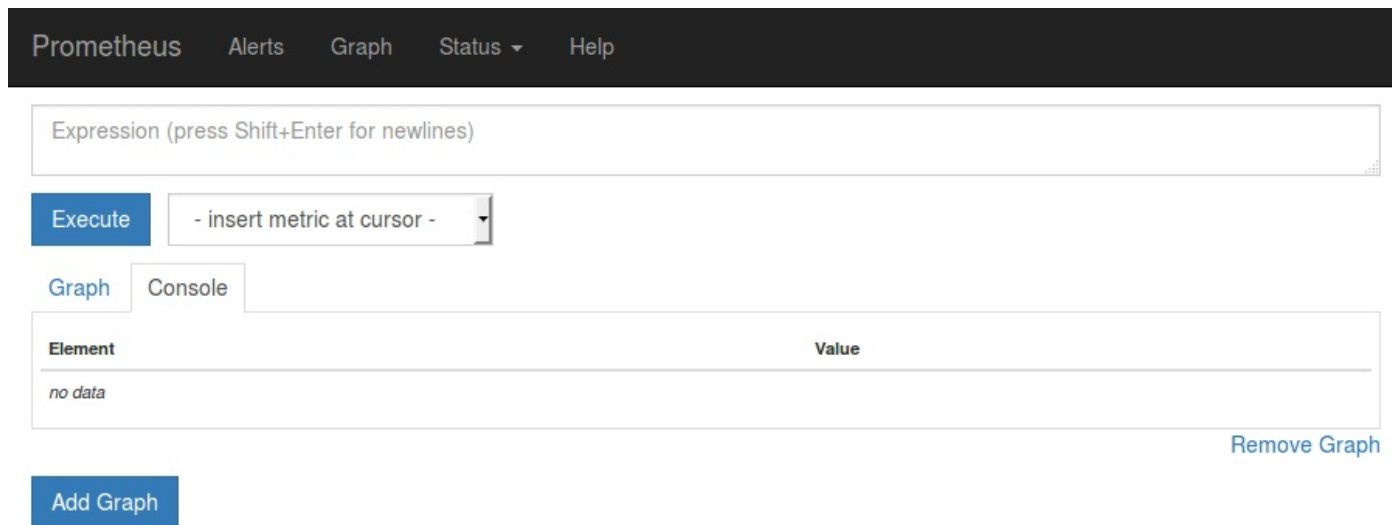 Prometheus Alerts Graph Status Help
Expression (press Shift+Enter for newlines)
Execute - insert metric at cursor -
Graph Console
Element Value
no data
Remove Graph
Add Graph